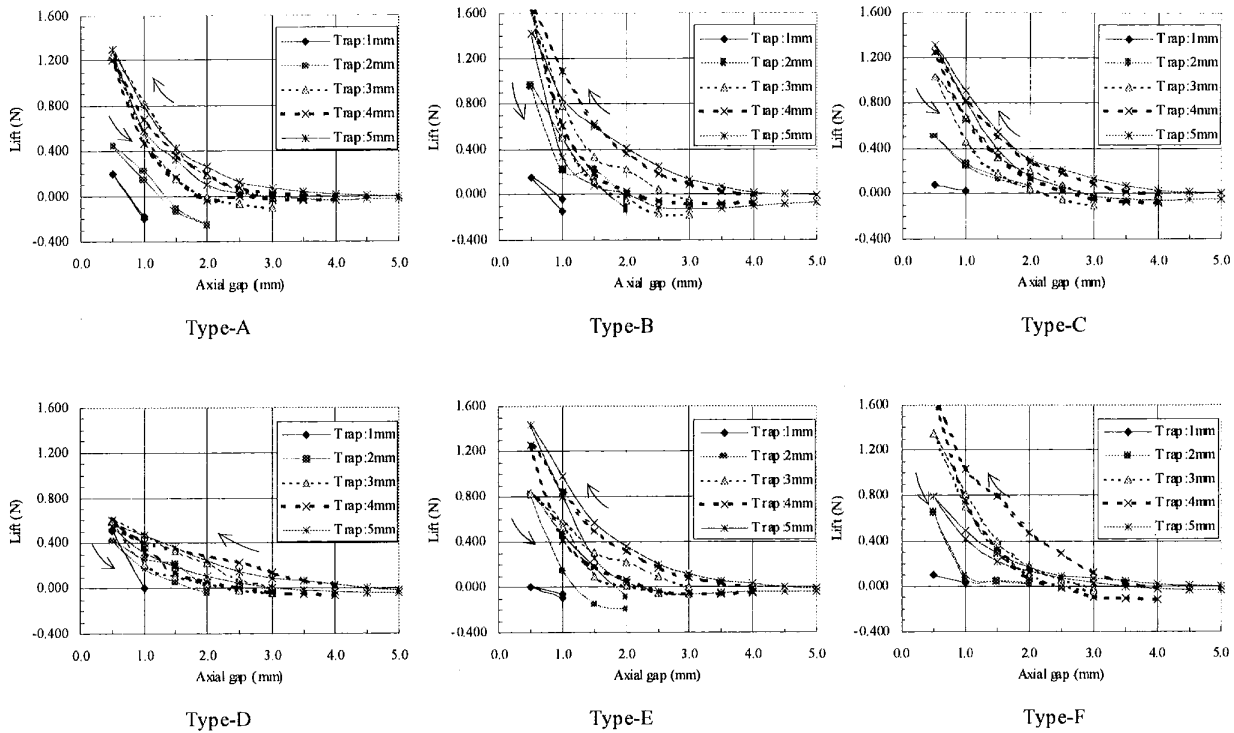 1.600 1.200 0.800 0.400 0.000 -0.400
Lift (N)
0.0 1.0 2.0 3.0 4.0 5.0
Axial gap (mm)
Trap:1mm
Trap:2mm
Trap:3mm
Trap:4mm
Trap:5mm
Type-A
1.600 1.200 0.800 0.400 0.000 -0.400
Lift (N)
0.0 1.0 2.0 3.0 4.0 5.0
Axial gap (mm)
Trap:1mm
Trap:2mm
Trap:3mm
Trap:4mm
Trap:5mm
Type-B
1.600 1.200 0.800 0.400 0.000 -0.400
Lift (N)
0.0 1.0 2.0 3.0 4.0 5.0
Axial gap (mm)
Trap:1mm
Trap:2mm
Trap:3mm
Trap:4mm
Trap:5mm
Type-C
1.600 1.200 0.800 0.400 0.000 -0.400
Lift (N)
0.0 1.0 2.0 3.0 4.0 5.0
Axial gap (mm)
Trap:1mm
Trap:2mm
Trap:3mm
Trap:4mm
Trap:5mm
Type-D
1.600 1.200 0.800 0.400 0.000 -0.400
Lift (N)
0.0 1.0 2.0 3.0 4.0 5.0
Axial gap (mm)
Trap:1mm
Trap:2mm
Trap:3mm
Trap:4mm
Trap:5mm
Type-E
1.600 1.200 0.800 0.400 0.000 -0.400
Lift (N)
0.0 1.0 2.0 3.0 4.0 5.0
Axial gap (mm)
Trap:1mm
Trap:2mm
Trap:3mm
Trap:4mm
Trap:5mm
Type-F